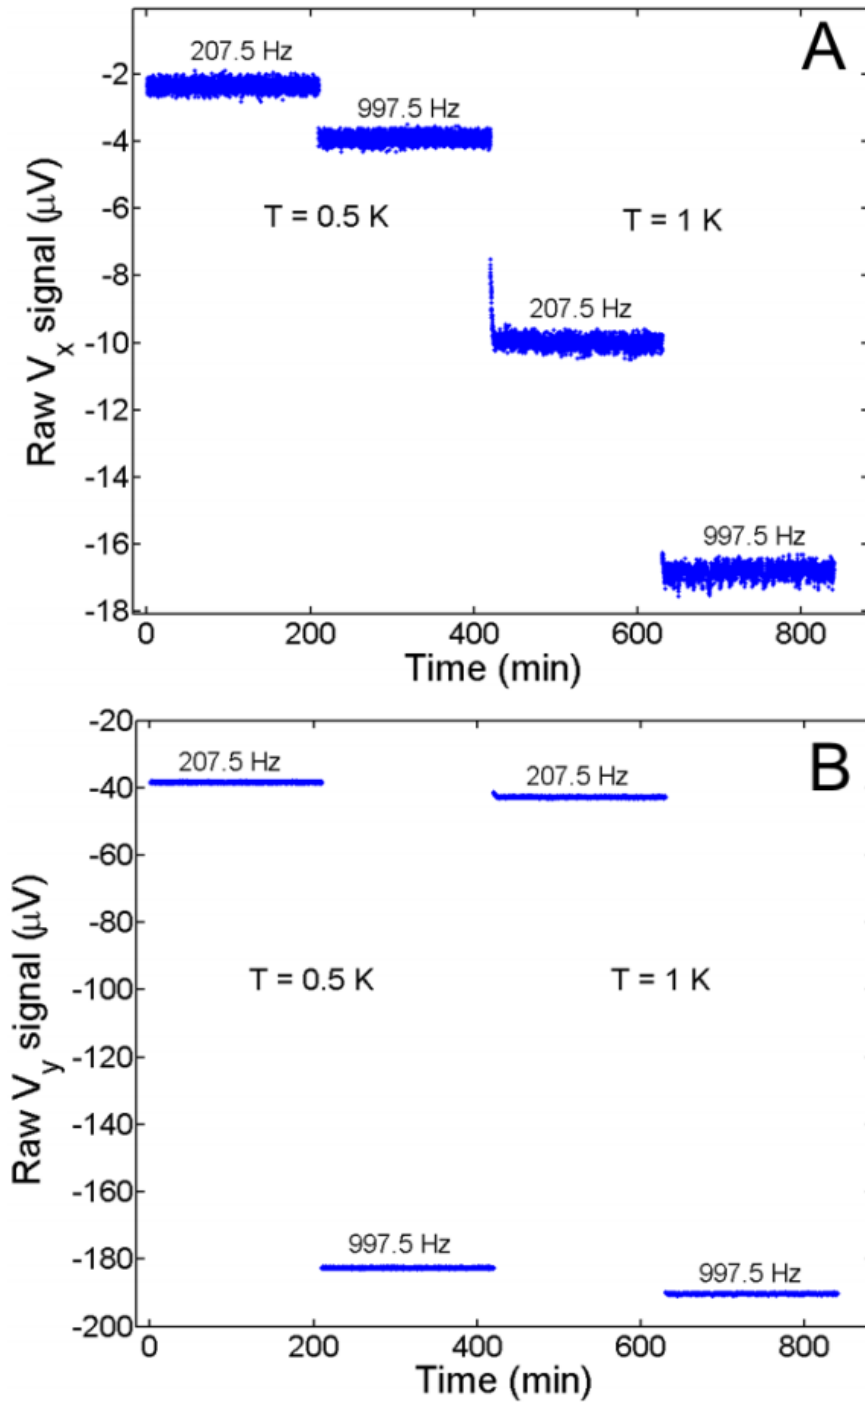 A
207.5 Hz
-2
997.5 Hz
-4
-6
T = 0.5 K
T = 1 K
-8
207.5 Hz
-10
-12
-14
997.5 Hz
-16
-18
0 200 400 600 800
Time (min)
Raw Vx signal (μV)
-20
B
207.5 Hz
207.5 Hz
-40
-60
-80
T = 0.5 K
T = 1 K
-100
-120
-140
-160
997.5 Hz
-180
997.5 Hz
-200
0 200 400 600 800
Time (min)
Raw Vy signal (μV)